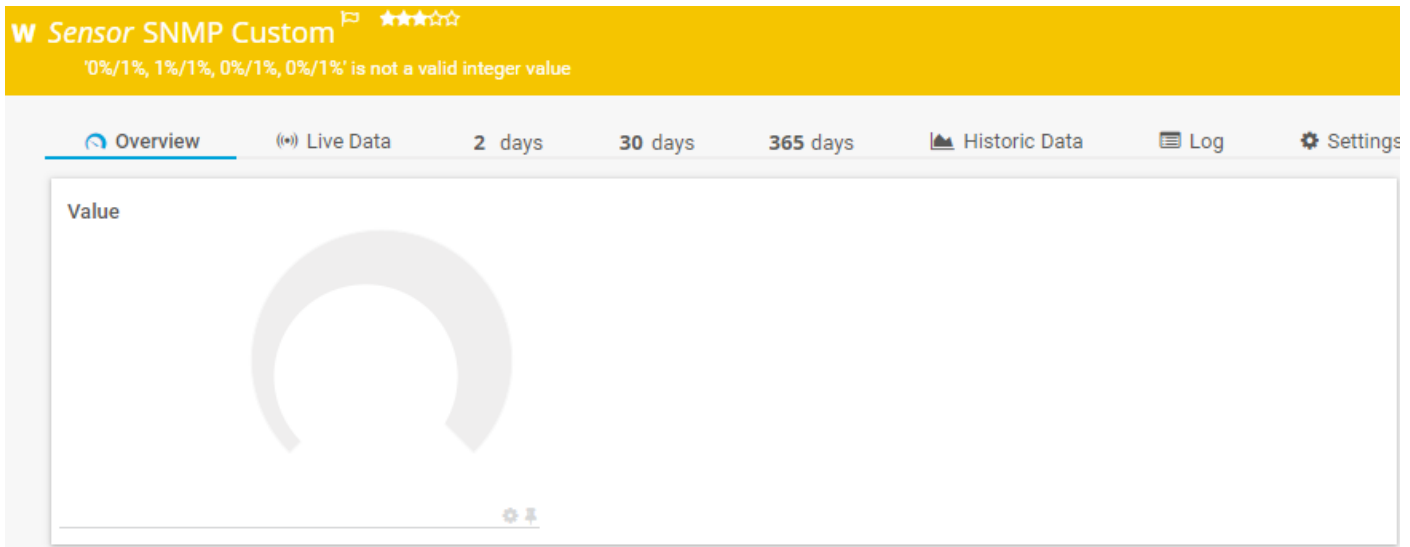 W Sensor SNMP Custom
'0%/1%, 1%/1%, 0%/1%, 0%/1%' is not a valid integer value
Overview Live Data 2 days 30 days 365 days Historic Data Log Settings
Value